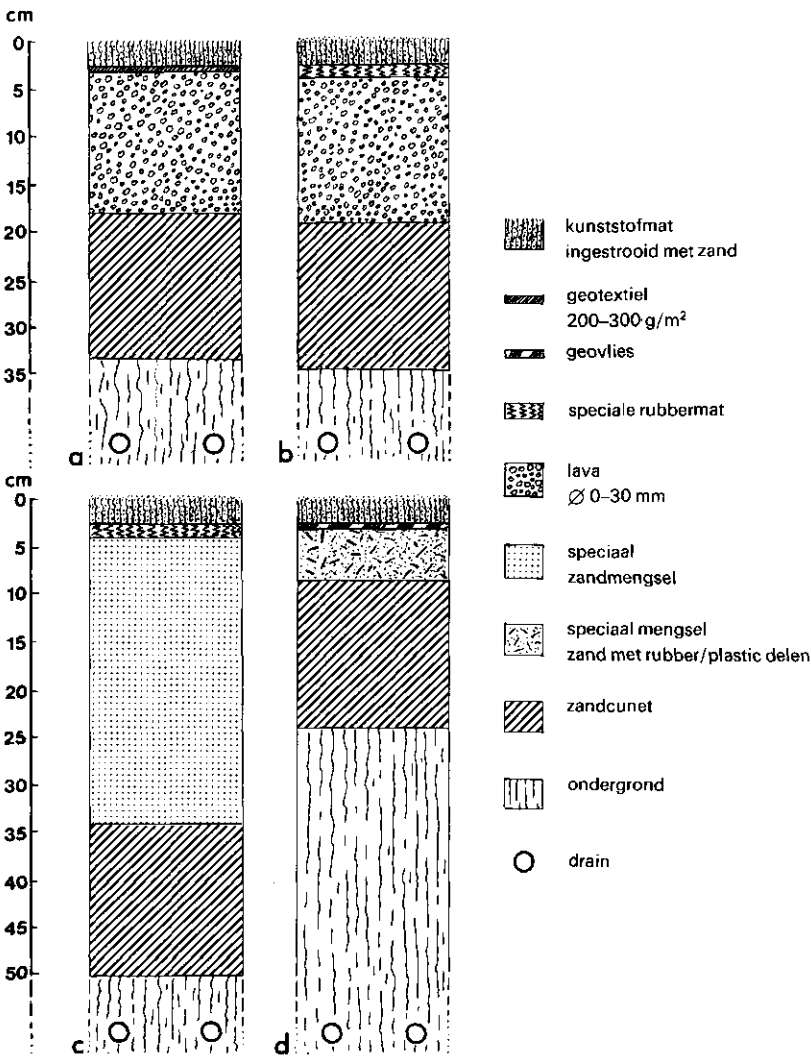 cm
0
5
10
15
20
25
30
35
a
b
cm
0
5
10
15
20
25
30
35
40
45
50
c
d
kunststofmat
ingestrooid met zand
geotextiel
200–300 g/m²
geovlies
speciale rubbermat
lava
∅ 0–30 mm
speciaal
zandmengsel
speciaal mengsel
zand met rubber/plastic delen
zandcunet
ondergrond
drain